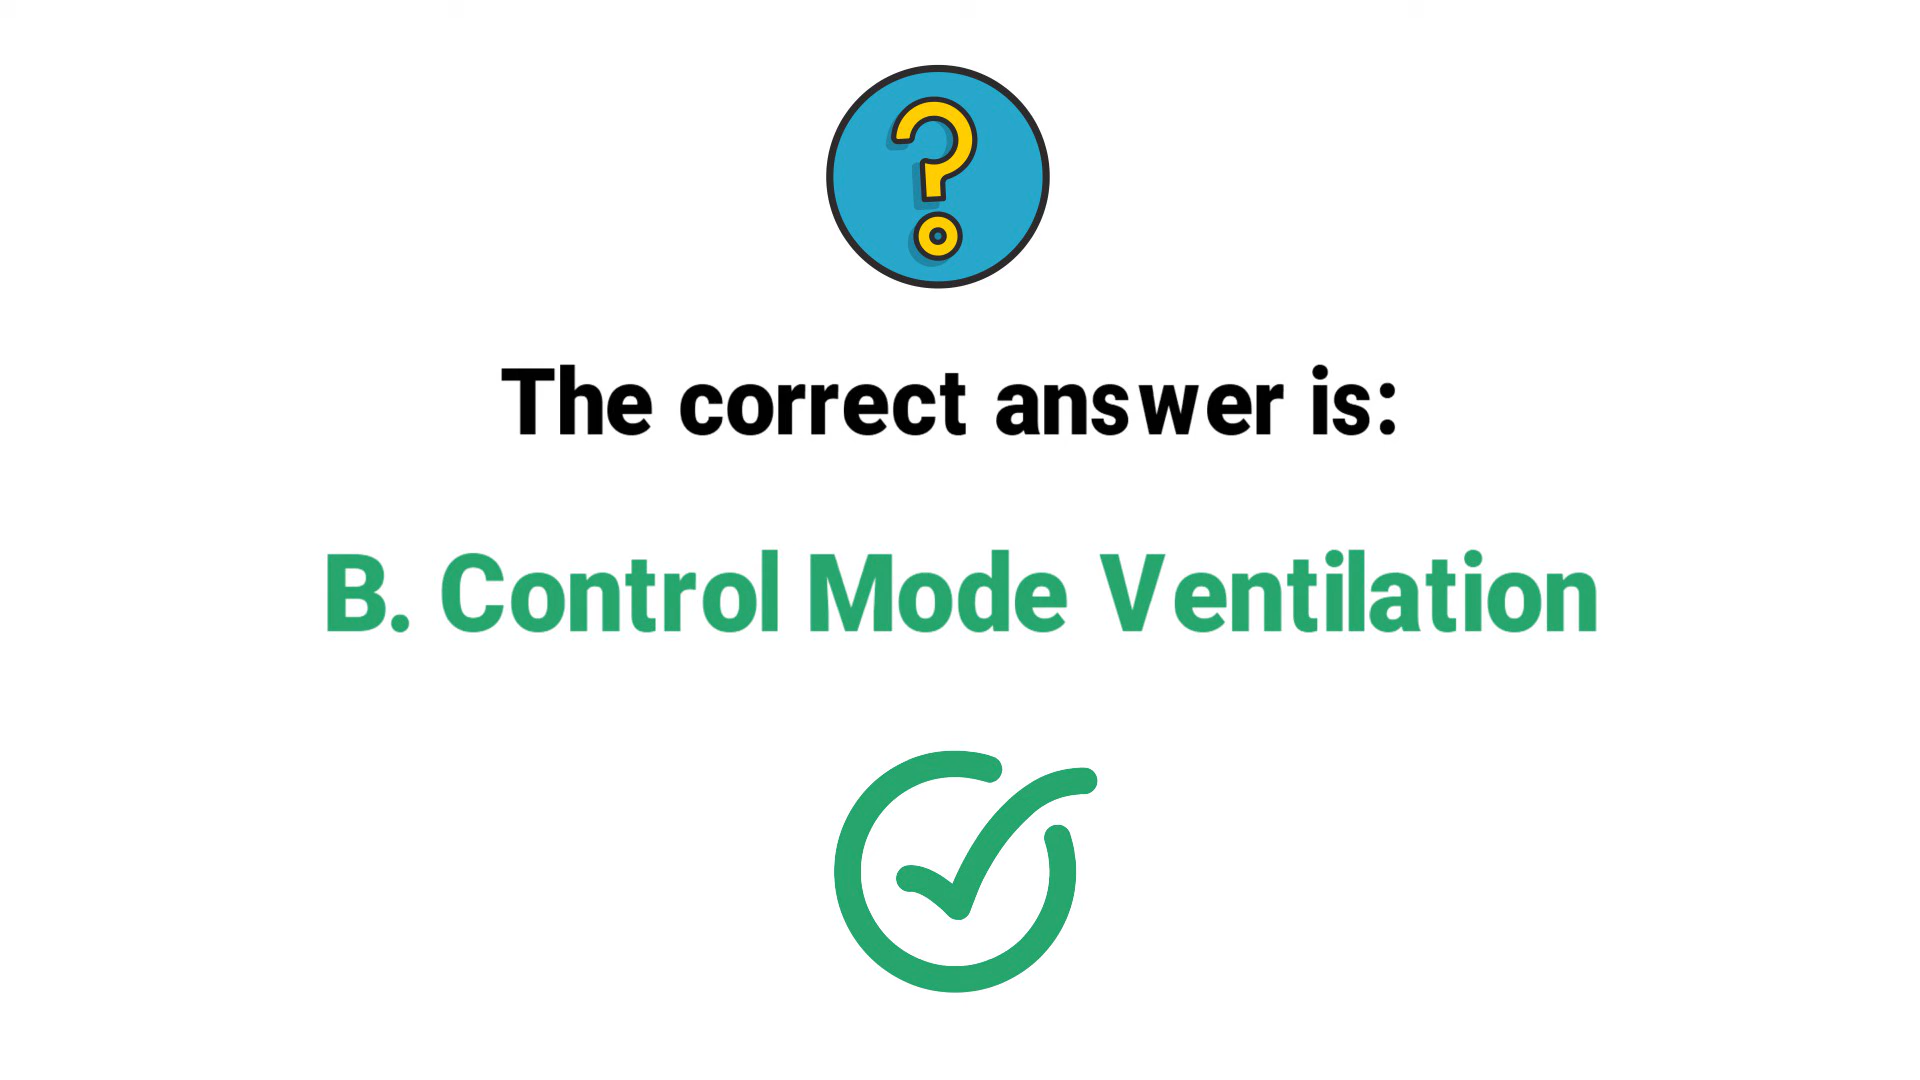 The correct answer is:
B. Control Mode Ventilation